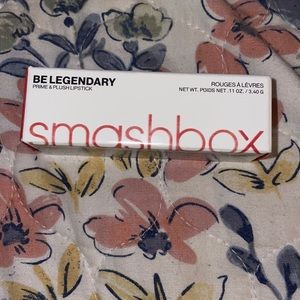 BE LEGENDARY
PRIME & PLUSH LIPSTICK
ROUGES À LÈVRES
NET WT. POIDS NET .11 OZ. / 3.40 G
smashbox